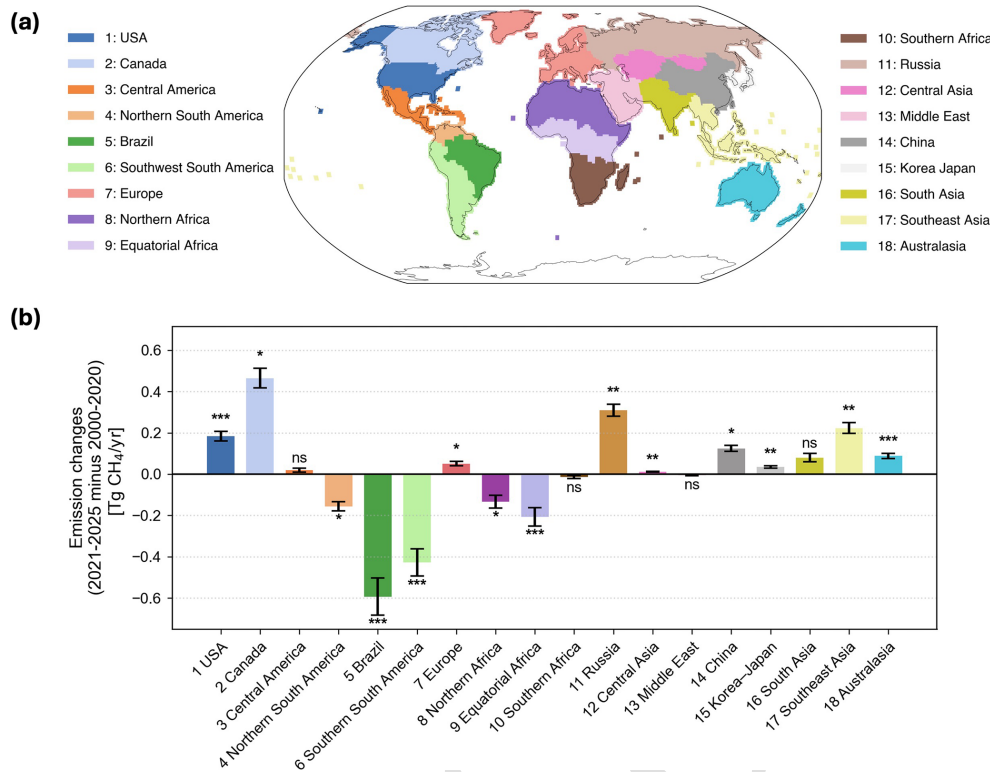 (a)
1: USA
2: Canada
3: Central America
4: Northern South America
5: Brazil
6: Southwest South America
7: Europe
8: Northern Africa
9: Equatorial Africa
10: Southern Africa
11: Russia
12: Central Asia
13: Middle East
14: China
15: Korea Japan
16: South Asia
17: Southeast Asia
18: Australasia
(b)
Emission changes
(2021-2025 minus 2000-2020)
[Tg CH₄/yr]
0.6
0.4
0.2
0.0
−0.2
−0.4
−0.6
***
*
ns
*
***
***
*
*
***
ns
**
**
ns
*
**
ns
**
***
1 USA
2 Canada
3 Central America
4 Northern South America
5 Brazil
6 Southern South America
7 Europe
8 Northern Africa
9 Equatorial Africa
10 Southern Africa
11 Russia
12 Central Asia
13 Middle East
14 China
15 Korea–Japan
16 South Asia
17 Southeast Asia
18 Australasia